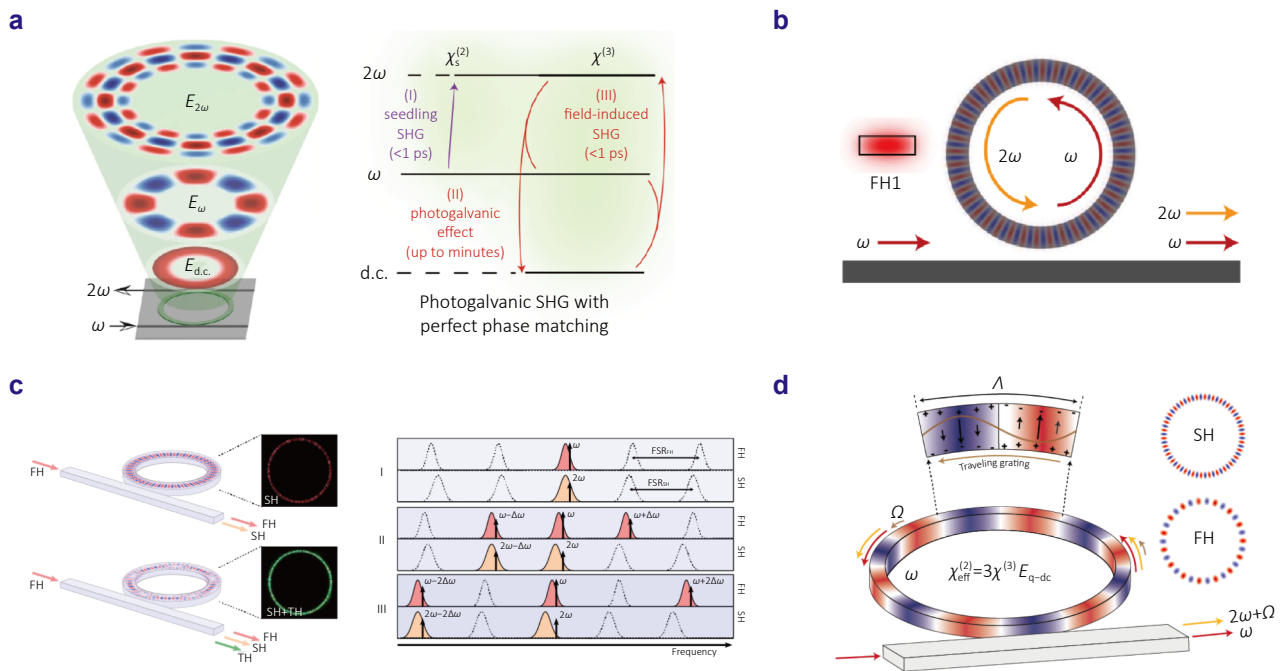 a
E2ω
Eω
Ed.c.
2ω
ω
χs(2)
χ(3)
2ω
(I)
seedling
SHG
(<1 ps)
(III)
field-induced
SHG
(<1 ps)
ω
(II)
photogalvanic
effect
(up to minutes)
d.c.
Photogalvanic SHG with
perfect phase matching
b
FH1
2ω
ω
ω
2ω
ω
c
FH
SH
FH
SH
FH
SH+TH
FH
SH
TH
I
ω
FSRFH
FH
2ω
FSRSH
SH
II
ω−Δω
ω
ω+Δω
FH
2ω−Δω
2ω
SH
III
ω−2Δω
ω
ω+2Δω
FH
2ω−2Δω
2ω
SH
Frequency
d
Λ
+ + + + + - - - - -
- - - - - + + + + +
Traveling grating
SH
FH
Ω
ω
χeff(2)=3χ(3) Eq-dc
2ω+Ω
ω